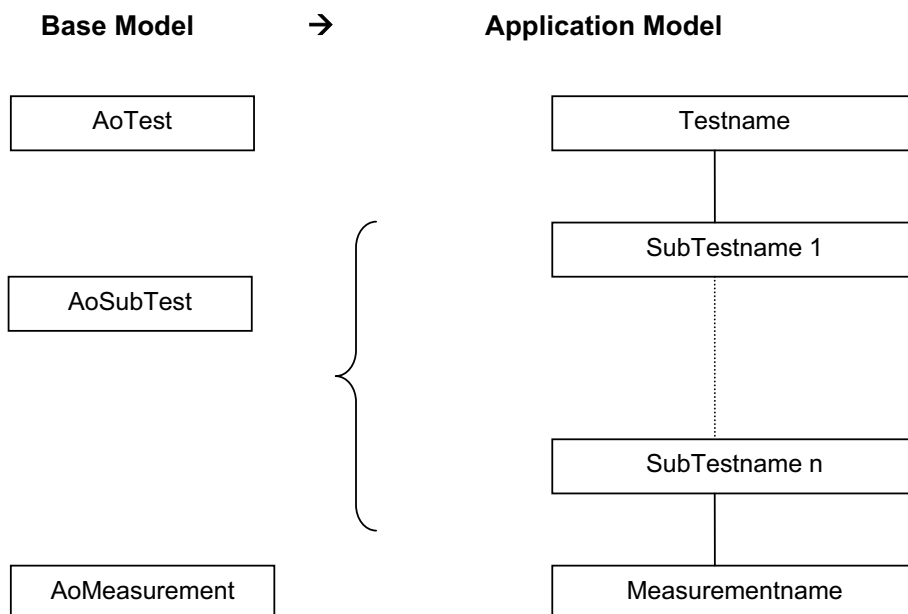 Base Model → Application Model
AoTest
Testname
SubTestname 1
AoSubTest
SubTestname n
AoMeasurement
Measurementname